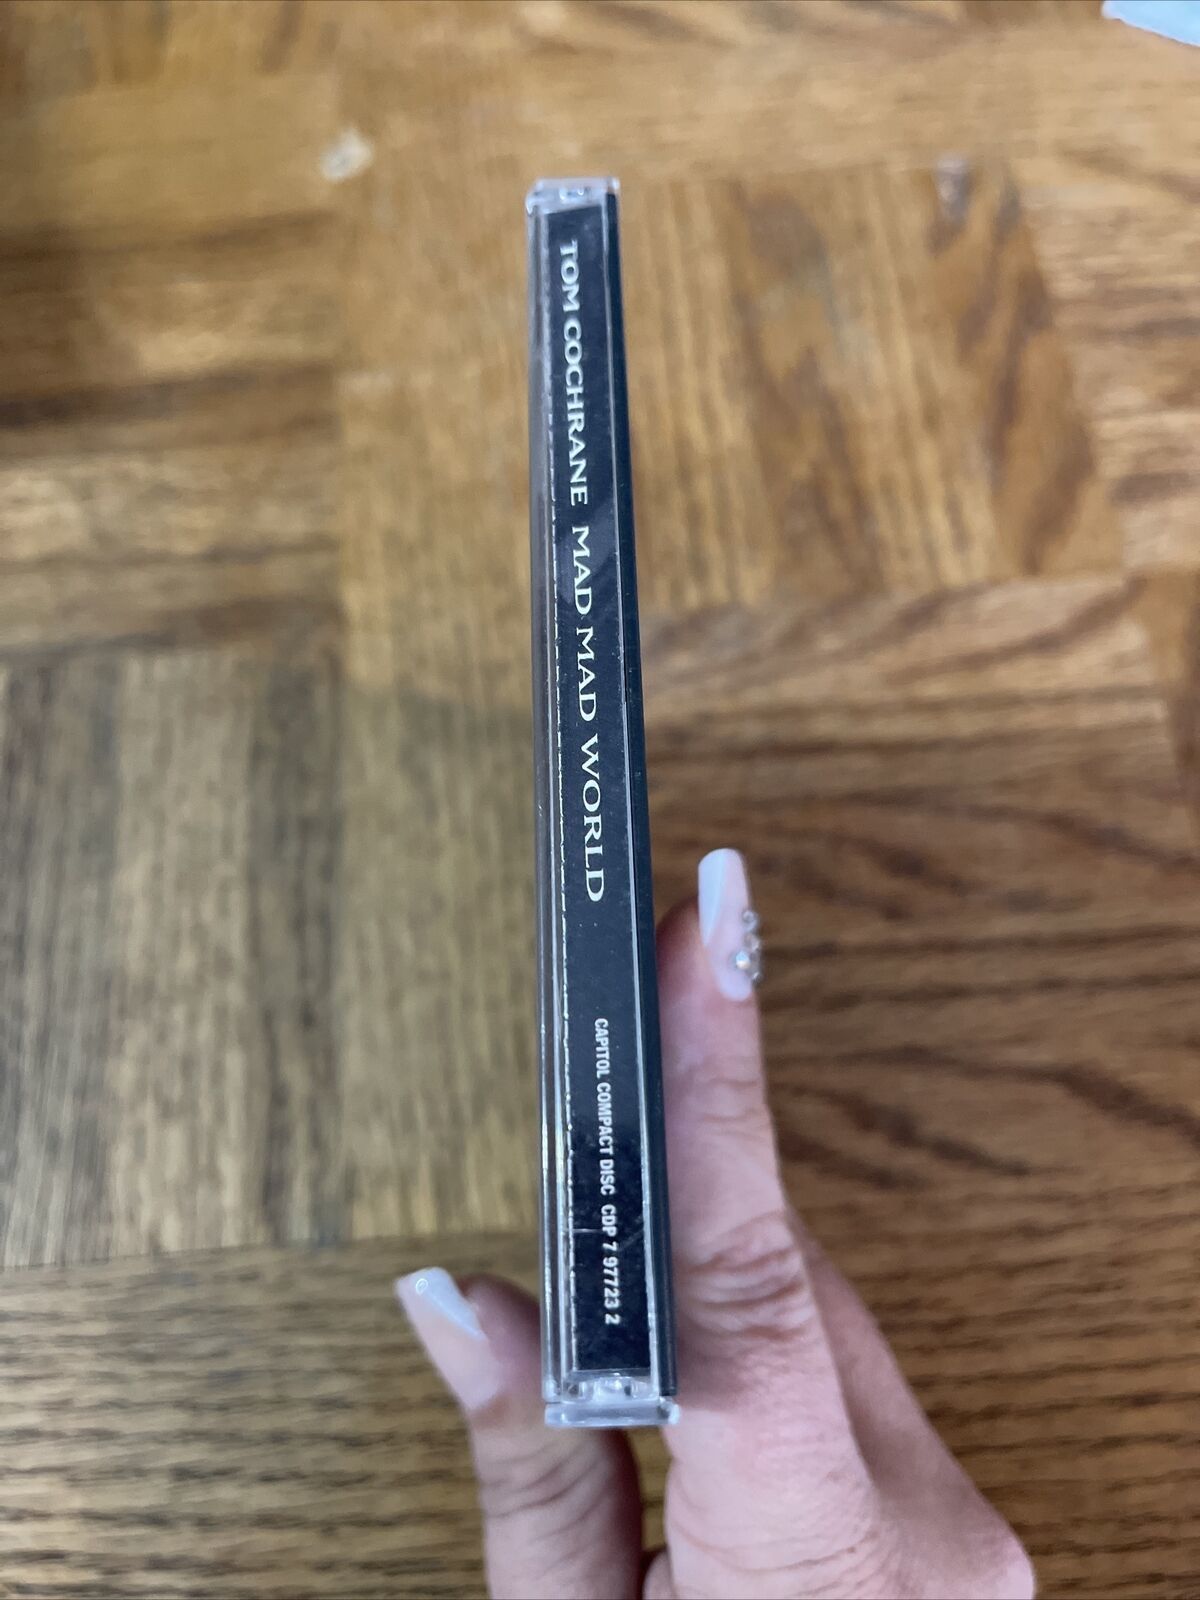 TOM COCHRANE MAD MAD WORLD CAPITOL COMPACT DISC CDP 7 97723 2